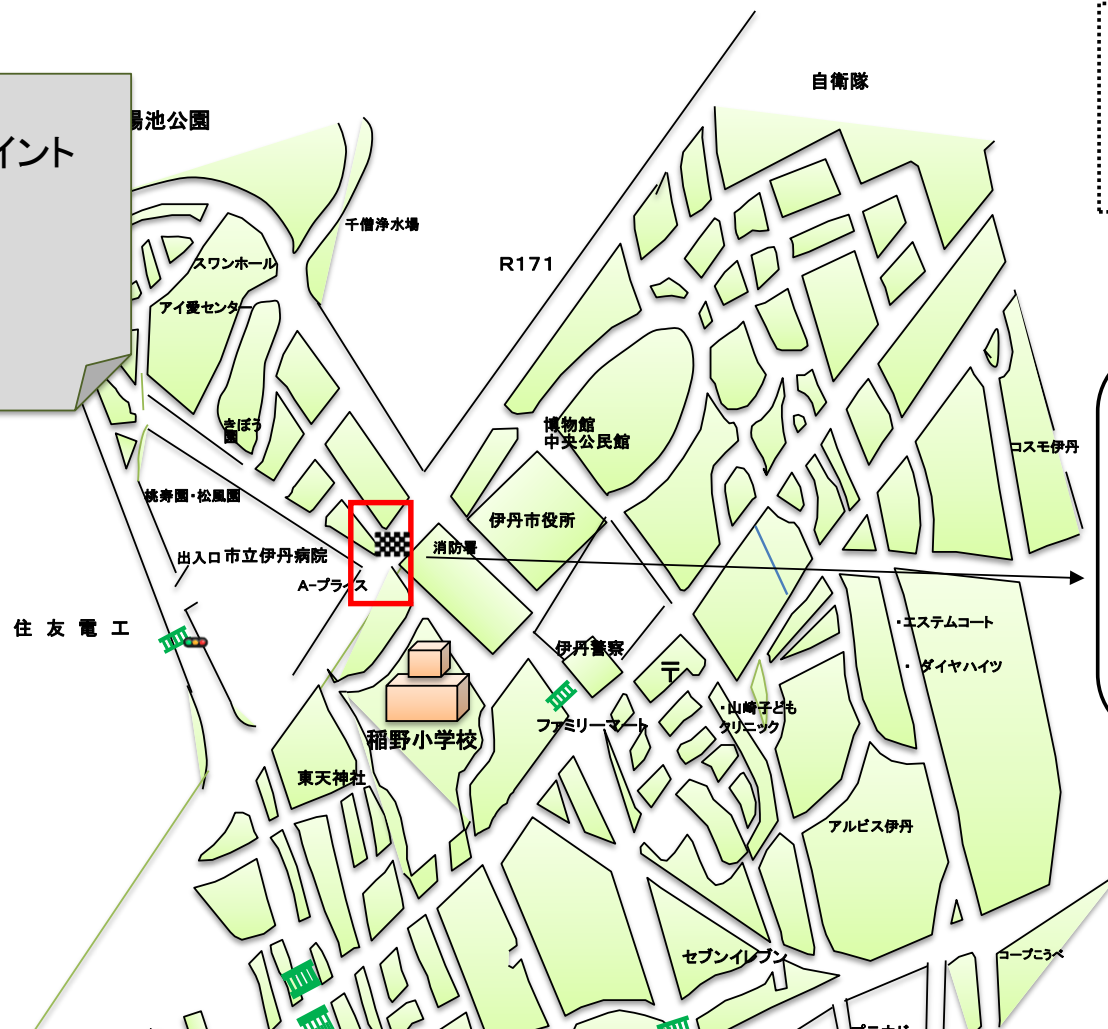 自衛隊
池公園
イント
千僧浄水場
スワンホール
R171
アイ愛センター
きぼう
園
博物館
中央公民館
コスモ伊丹
桃寿園・松風園
伊丹市役所
消防署
出入口
市立伊丹病院
A-プライス
住友電工
・エステムコート
伊丹警察
〒
・ダイヤハイツ
・山崎子ども
クリニック
ファミリーマート
稲野小学校
東天神社
アルビス伊丹
セブンイレブン
コープこうべ